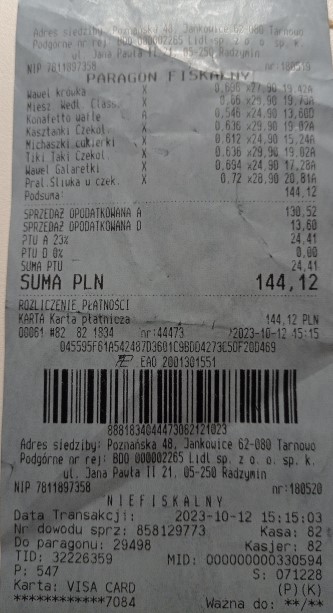 Adres siedziby: Poznańska 48, Jankowice 62-080 Tarnowo
Podgórne nr rej: BDO 000002265 Lidl sp. z o. o. sp. k.
ul. Jana Pawła II 21, 05-250 Radzymin
NIP 7811897358 nr:180519
PARAGON FISKALNY
Wawel krówka X 0,696 x27,90 19,42A
Miesz. Wedl. Class. X 0,66 x29,90
Konafetto wafle X 0,546 x24,90 13,60D
Kasztanki Czekol. X 0,636 x29,90 19,02A
Michaszki cukierki X 0,612 x24,90 15,24A
Tiki Taki Czekol. X 0,636 x29,90 19,02A
Wawel Galaretki X 0,694 x24,90 17,28A
Pral.Śliwka w czek. X 0,72 x28,90 20,81A
Podsuma 144,12
SPRZEDAŻ OPODATKOWANA A 130,52
SPRZEDAŻ OPODATKOWANA D 13,60
PTU A 23% 24,41
PTU D 0% 0,00
SUMA PTU 24,41
SUMA PLN 144,12
ROZLICZENIE PŁATNOŚCI
KARTA Karta płatnicza 144,12 PLN
00061 #82 82 1834 nr:44473 2023-10-12 15:15
EAO 2001301551
8881834044473062121023
Adres siedziby: Poznańska 48, Jankowice 62-080 Tarnowo
Podgórne nr rej: BDO 000002265 Lidl sp. z o. o. sp. k.
ul. Jana Pawła II 21, 05-250 Radzymin
NIP 7811897358 nr:180520
NIEFISKALNY
Data Transakcji: 2023-10-12 15:15:03
Nr dowodu sprz: 858129773 Kasa: 82
Do paragonu: 29498 Kasjer: 82
TID: 32226359 MID: 000000000330594
P: 547 S: 071228
Karta: VISA CARD (P)(K)
************7084 Ważna do: **/**